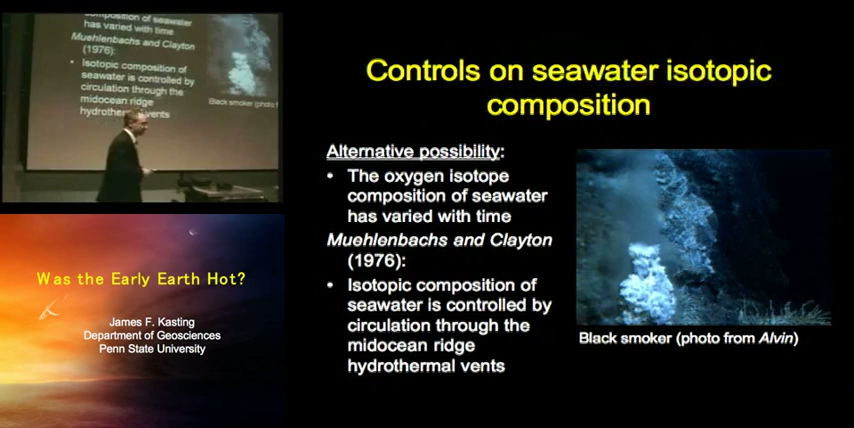 composition of seawater
has varied with time
Muehlenbachs and Clayton
(1976):
• Isotopic composition of
seawater is controlled by
circulation through the
midocean ridge
hydrothermal vents
Black smoker (photo f
Was the Early Earth Hot?
James F. Kasting
Department of Geosciences
Penn State University
Controls on seawater isotopic
composition
Alternative possibility:
• The oxygen isotope
composition of seawater
has varied with time
Muehlenbachs and Clayton
(1976):
• Isotopic composition of
seawater is controlled by
circulation through the
midocean ridge
hydrothermal vents
Black smoker (photo from Alvin)